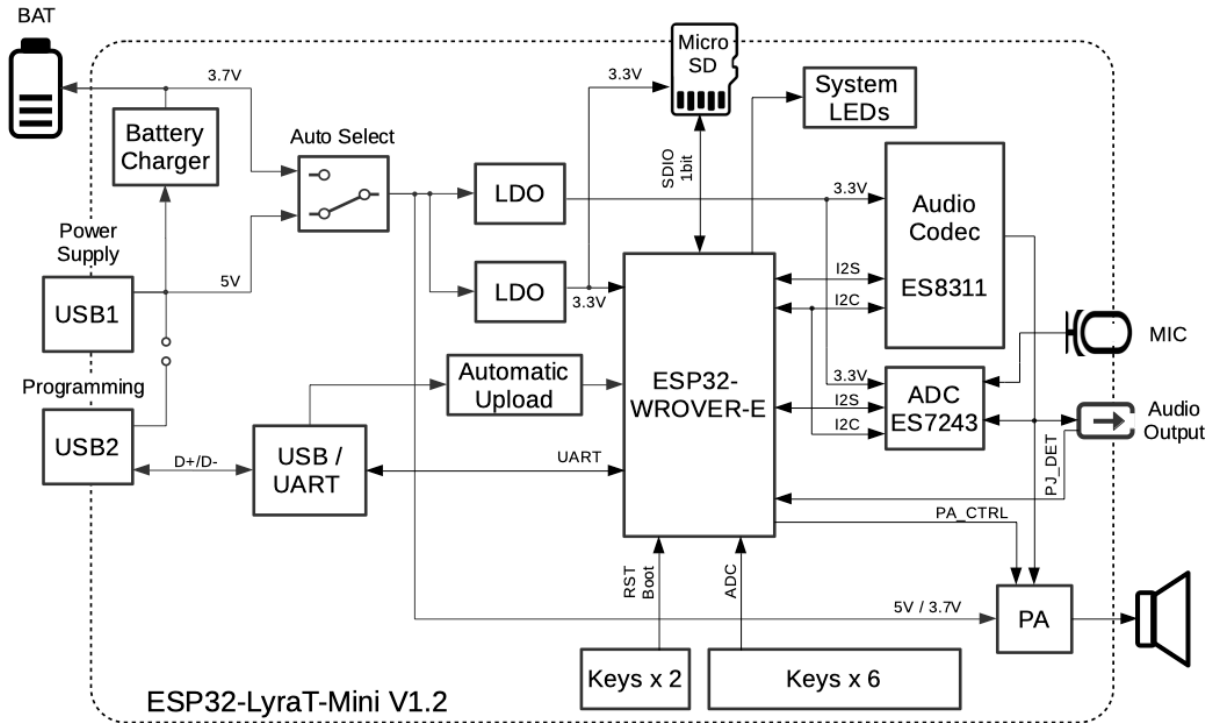 BAT
Micro
SD
3.7V
3.3V
System
LEDs
Battery
Charger
Auto Select
SDIO
1bit
LDO
3.3V
Audio
Codec
ES8311
Power
Supply
USB1
5V
LDO
3.3V
I2S
I2C
MIC
Programming
USB2
Automatic
Upload
ESP32-
WROVER-E
3.3V
I2S
I2C
ADC
ES7243
Audio
Output
D+/D-
USB /
UART
UART
PJ_DET
PA_CTRL
RST
Boot
ADC
5V / 3.7V
PA
Keys x 2
Keys x 6
ESP32-LyraT-Mini V1.2